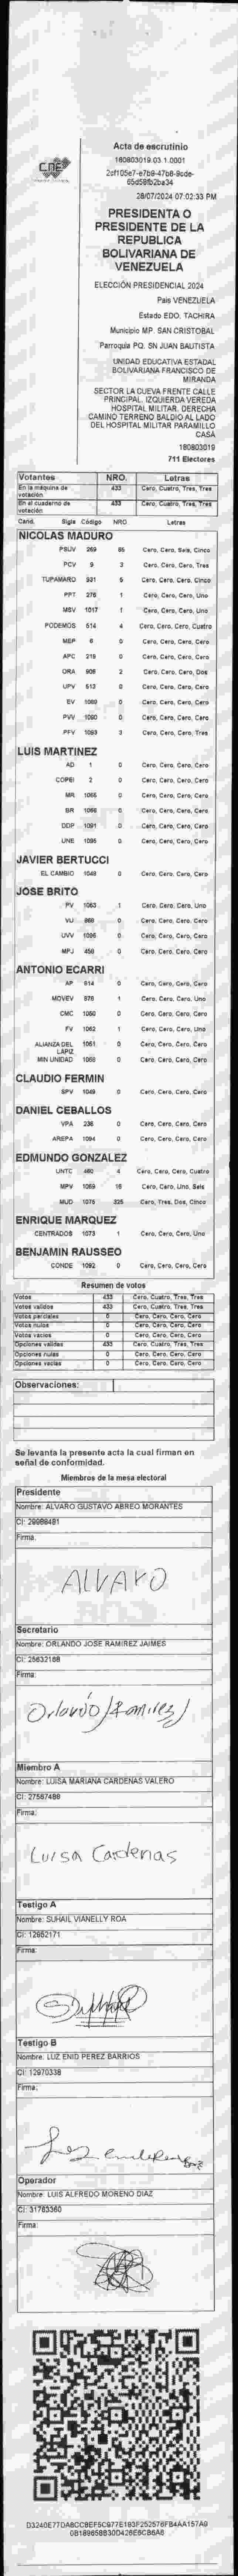 CNE
Acta de escrutinio
180803019.03.1.0001
28/07/2024 07:02:33 PM
PRESIDENTA O
PRESIDENTE DE LA
REPUBLICA
BOLIVARIANA DE
VENEZUELA
ELECCIÓN PRESIDENCIAL 2024
País VENEZUELA
Estado EDO. TACHIRA
Municipio MP. SAN CRISTOBAL
Parroquia PQ. SN JUAN BAUTISTA
UNIDAD EDUCATIVA ESTADAL
BOLIVARIANA FRANCISCO DE
MIRANDA
SECTOR LA CUEVA FRENTE CALLE
PRINCIPAL. IZQUIERDA VEREDA
HOSPITAL MILITAR. DERECHA
CAMINO TERRENO BALDIO AL LADO
DEL HOSPITAL MILITAR PARAMILLO
CASA
180803019
711 Electores
Votantes NRO. Letras
En la máquina de votación 433 Cero, Cuatro, Tres, Tres
En el cuaderno de votación 433 Cero, Cuatro, Tres, Tres
Cand. Sigla Código NRO. Letras
NICOLAS MADURO
PSUV 269 65 Cero, Cero, Seis, Cinco
PCV 9 3 Cero, Cero, Cero, Tres
TUPAMARO 931 5 Cero, Cero, Cero, Cinco
PPT 276 1 Cero, Cero, Cero, Uno
MSV 1017 1 Cero, Cero, Cero, Uno
PODEMOS 514 4 Cero, Cero, Cero, Cuatro
MEP 6 0 Cero, Cero, Cero, Cero
APC 219 0 Cero, Cero, Cero, Cero
ORA 908 2 Cero, Cero, Cero, Dos
UPV 513 0 Cero, Cero, Cero, Cero
EV 1089 0 Cero, Cero, Cero, Cero
PVV 1090 0 Cero, Cero, Cero, Cero
PFV 1093 3 Cero, Cero, Cero, Tres
LUIS MARTINEZ
AD 1 0 Cero, Cero, Cero, Cero
COPEI 2 0 Cero, Cero, Cero, Cero
MR 1065 0 Cero, Cero, Cero, Cero
BR 1066 0 Cero, Cero, Cero, Cero
DDP 1091 0 Cero, Cero, Cero, Cero
UNE 1095 0 Cero, Cero, Cero, Cero
JAVIER BERTUCCI
EL CAMBIO 1048 0 Cero, Cero, Cero, Cero
JOSE BRITO
PV 1063 1 Cero, Cero, Cero, Uno
VU 968 0 Cero, Cero, Cero, Cero
UVV 1096 0 Cero, Cero, Cero, Cero
MPJ 450 0 Cero, Cero, Cero, Cero
ANTONIO ECARRI
AP 914 0 Cero, Cero, Cero, Cero
MOVEV 876 1 Cero, Cero, Cero, Uno
CMC 1050 0 Cero, Cero, Cero, Cero
FV 1062 1 Cero, Cero, Cero, Uno
ALIANZA DEL LAPIZ 1051 0 Cero, Cero, Cero, Cero
MIN UNIDAD 1068 0 Cero, Cero, Cero, Cero
CLAUDIO FERMIN
SPV 1049 0 Cero, Cero, Cero, Cero
DANIEL CEBALLOS
VPA 236 0 Cero, Cero, Cero, Cero
AREPA 1094 0 Cero, Cero, Cero, Cero
EDMUNDO GONZALEZ
UNTC 460 4 Cero, Cero, Cero, Cuatro
MPV 1059 16 Cero, Cero, Uno, Seis
MUD 1075 325 Cero, Tres, Dos, Cinco
ENRIQUE MARQUEZ
CENTRADOS 1073 1 Cero, Cero, Cero, Uno
BENJAMIN RAUSSEO
CONDE 1092 0 Cero, Cero, Cero, Cero
Resumen de votos
Votos 433 Cero, Cuatro, Tres, Tres
Votos validos 433 Cero, Cuatro, Tres, Tres
Votos parciales 0 Cero, Cero, Cero, Cero
Votos nulos 0 Cero, Cero, Cero, Cero
Votos vacios 0 Cero, Cero, Cero, Cero
Opciones validas 433 Cero, Cuatro, Tres, Tres
Opciones nulas 0 Cero, Cero, Cero, Cero
Opciones vacias 0 Cero, Cero, Cero, Cero
Observaciones:
Se levanta la presente acta la cual firman en
señal de conformidad.
Miembros de la mesa electoral
Presidente
Nombre: ALVARO GUSTAVO ABREO MORANTES
CI: 29989481
Firma:
ALVARO
Secretario
Nombre: ORLANDO JOSE RAMIREZ JAIMES
CI: 25632188
Firma:
Orlando Ramirez
Miembro A
Nombre: LUISA MARIANA CARDENAS VALERO
CI: 27567489
Firma:
Luisa Cardenas
Testigo A
Nombre: SUHAIL VIANELLY ROA
CI: 12982171
Firma:
Testigo B
Nombre: LUZ ENID PEREZ BARRIOS
CI: 12970338
Firma:
Operador
Nombre: LUIS ALFREDO MORENO DIAZ
CI: 31763360
Firma: